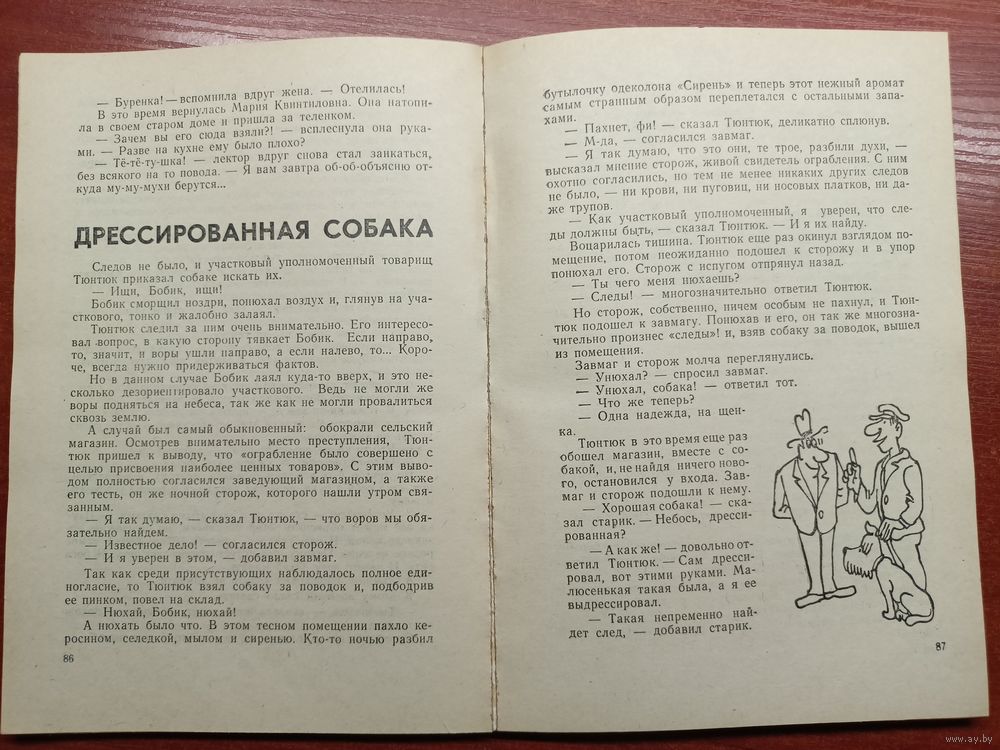 — Буренка! — вспомнила вдруг жена. — Отелилась!
В это время вернулась Мария Квинтиловна. Она натопи-
ла в своем старом доме и пришла за теленком.
— Зачем вы его сюда взяли?! — всплеснула она рука-
ми. — Разве на кухне ему было плохо?
— Тё-тё-ту-шка! — лектор вдруг снова стал заикаться,
без всякого на то повода. — Я вам завтра об-об-объясню от-
куда му-му-мухи берутся...
ДРЕССИРОВАННАЯ СОБАКА
Следов не было, и участковый уполномоченный товарищ
Тюнтюк приказал собаке искать их.
— Ищи, Бобик, ищи!
Бобик сморщил ноздри, понюхал воздух и, глянув на уча-
сткового, тонко и жалобно залаял.
Тюнтюк следил за ним очень внимательно. Его интересо-
вал вопрос, в какую сторону тявкает Бобик. Если направо,
то, значит, и воры ушли направо, а если налево, то... Коро-
че, всегда нужно придерживаться фактов.
Но в данном случае Бобик лаял куда-то вверх, и это не-
сколько дезориентировало участкового. Ведь не могли же
воры подняться на небеса, так же как не могли провалиться
сквозь землю.
А случай был самый обыкновенный: обокрали сельский
магазин. Осмотрев внимательно место преступления, Тюн-
тюк пришел к выводу, что «ограбление было совершено с
целью присвоения наиболее ценных товаров». С этим выво-
дом полностью согласился заведующий магазином, а также
его тесть, он же ночной сторож, которого нашли утром свя-
занным.
— Я так думаю, — сказал Тюнтюк, — что воров мы обя-
зательно найдем.
— Известное дело! — согласился сторож.
— И я уверен в этом, — добавил завмаг.
Так как среди присутствующих наблюдалось полное еди-
ногласие, то Тюнтюк взял собаку за поводок и, подбодрив
ее пинком, повел на склад.
— Нюхай, Бобик, нюхай!
А нюхать было что. В этом тесном помещении пахло ке-
росином, селедкой, мылом и сиренью. Кто-то ночью разбил
86
бутылочку одеколона «Сирень» и теперь этот нежный аромат
самым странным образом переплетался с остальными запа-
хами.
— Пахнет, фи! — сказал Тюнтюк, деликатно сплюнув.
— М-да, — согласился завмаг.
— Я так думаю, что это они, те трое, разбили духи, —
высказал мнение сторож, живой свидетель ограбления. С ним
охотно согласились, но тем не менее никаких других следов
не было, — ни крови, ни пуговиц, ни носовых платков, ни да-
же трупов.
— Как участковый уполномоченный, я уверен, что сле-
ды должны быть, — сказал Тюнтюк. — И я их найду.
Воцарилась тишина. Тюнтюк еще раз окинул взглядом по-
мещение, потом неожиданно подошел к сторожу и в упор
понюхал его. Сторож с испугом отпрянул назад.
— Ты чего меня нюхаешь?
— Следы! — многозначительно ответил Тюнтюк.
Но сторож, собственно, ничем особым не пахнул, и Тюн-
тюк подошел к завмагу. Понюхав и его, он так же многозна-
чительно произнес «следы»! и, взяв собаку за поводок, вышел
из помещения.
Завмаг и сторож молча переглянулись.
— Унюхал? — спросил завмаг.
— Унюхал, собака! — ответил тот.
— Что же теперь?
— Одна надежда, на щен-
ка.
Тюнтюк в это время еще раз
обошел магазин, вместе с со-
бакой, и, не найдя ничего ново-
го, остановился у входа. Зав-
маг и сторож подошли к нему.
— Хорошая собака! — ска-
зал старик. — Небось, дресси-
рованная?
— А как же! — довольно от-
ветил Тюнтюк. — Сам дресси-
ровал, вот этими руками. Ма-
люсенькая такая была, а я ее
выдрессировал.
— Такая непременно най-
дет след, — добавил старик.
87
www.ay.by